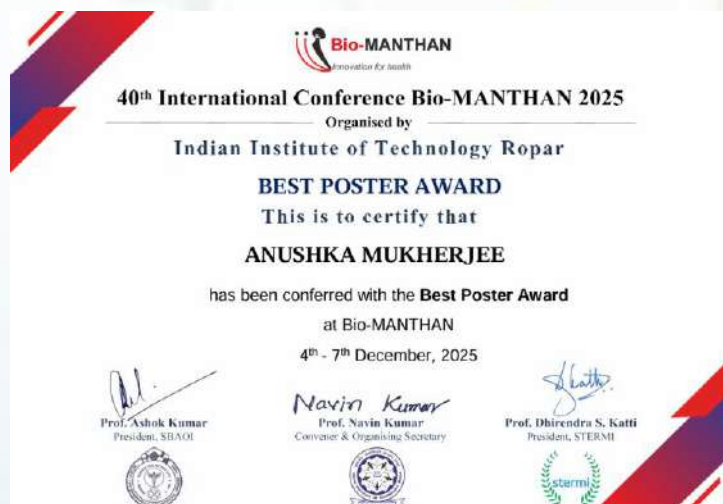 Bio-MANTHAN
Innovation for health
40th International Conference Bio-MANTHAN 2025
Organised by
Indian Institute of Technology Ropar
BEST POSTER AWARD
This is to certify that
ANUSHKA MUKHERJEE
has been conferred with the Best Poster Award
at Bio-MANTHAN
4th - 7th December, 2025
Navin Kumar
Prof. Ashok Kumar
President, SBAOI
Prof. Navin Kumar
Convener & Organising Secretary
Prof. Dhirendra S. Katti
President, STERMI
stermi